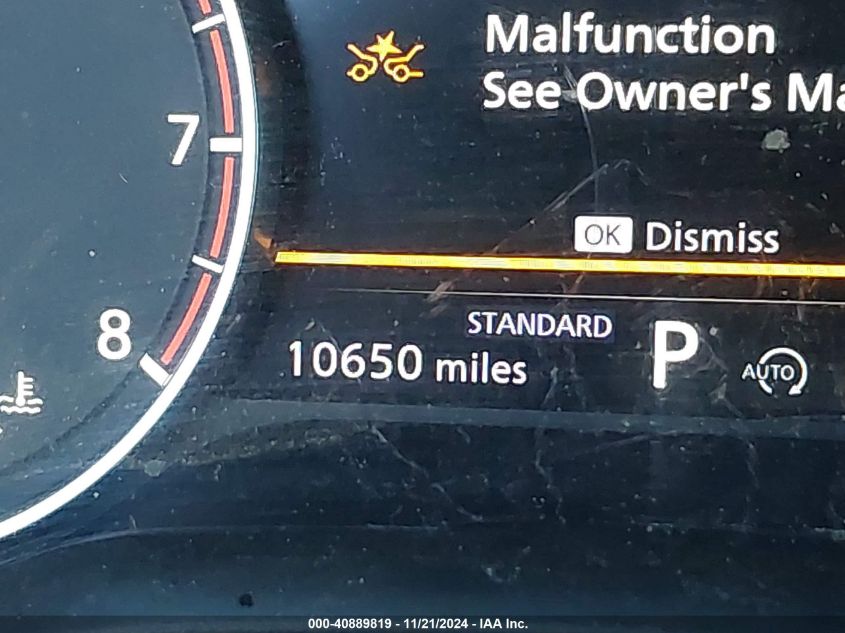 Malfunction
See Owner's Ma
7
OK Dismiss
8
STANDARD
10650 miles
P
AUTO
000-40889819 - 11/21/2024 - IAA Inc.